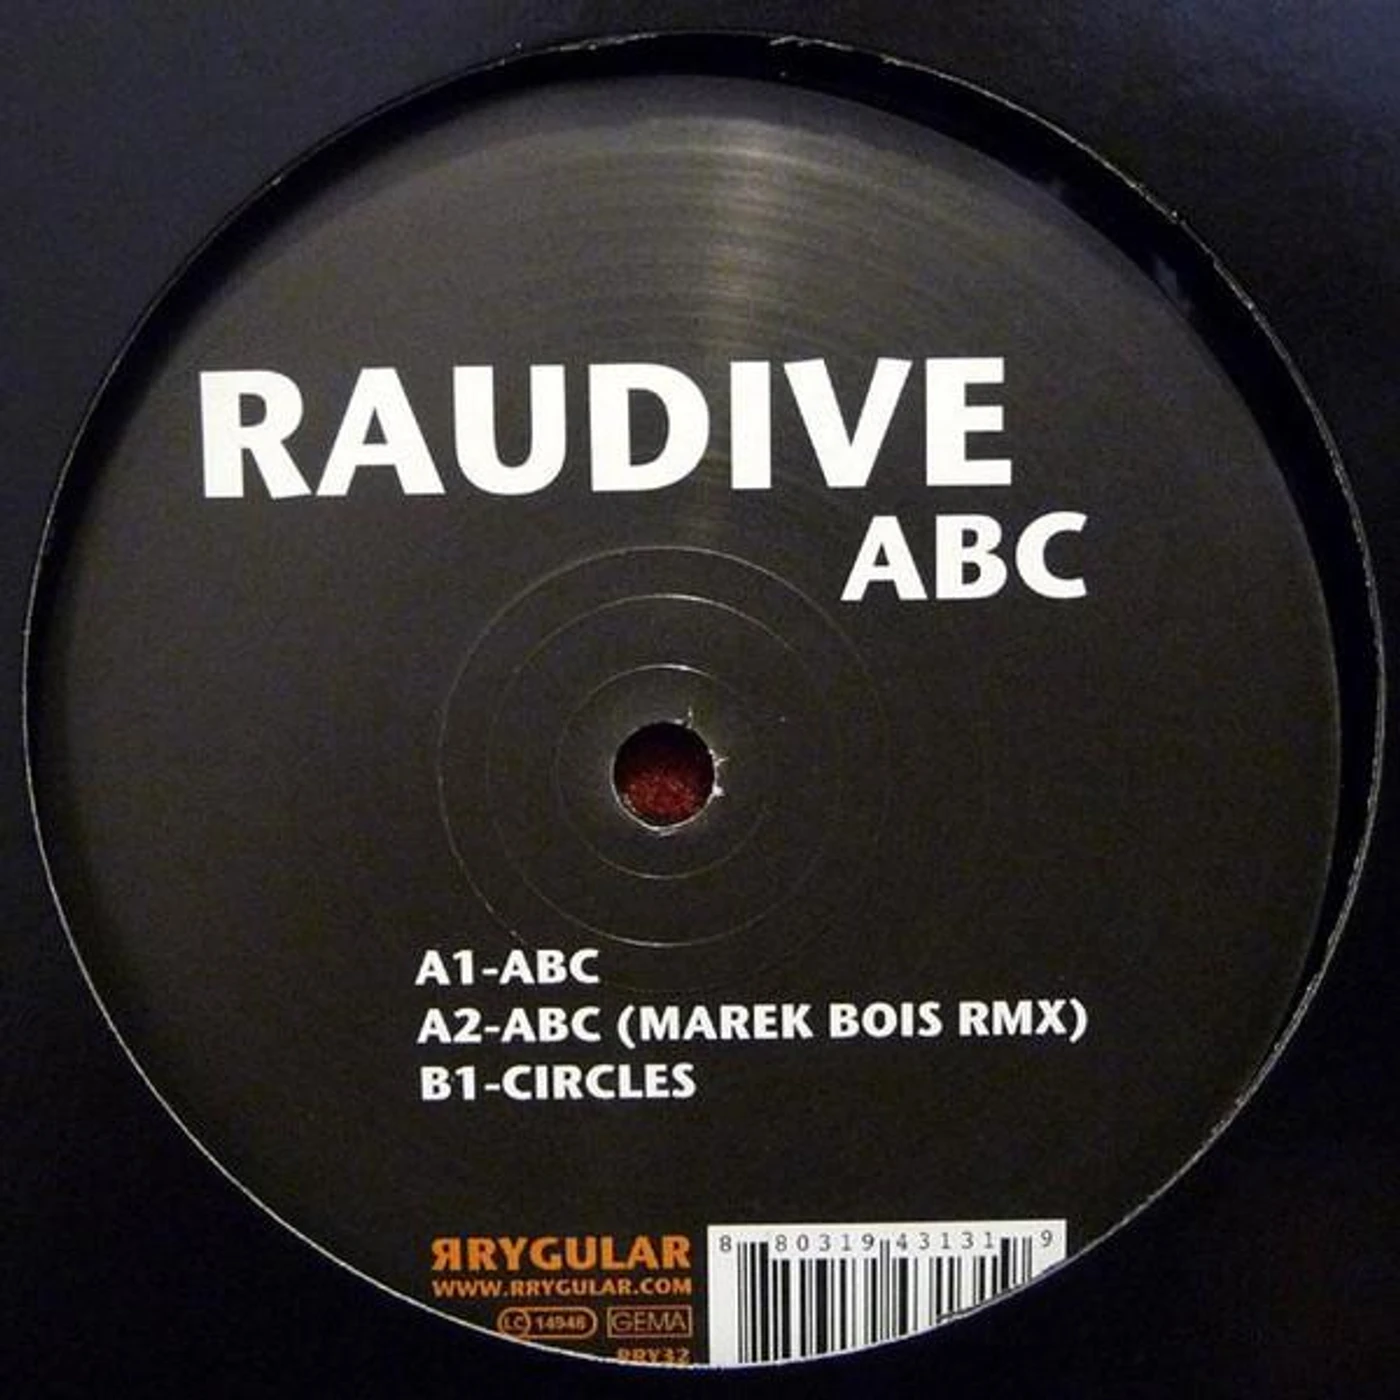 RAUDIVE
ABC
A1-ABC
A2-ABC (MAREK BOIS RMX)
B1-CIRCLES
ЯRYGULAR
WWW.RRYGULAR.COM
LC 14948 GEMA
RRY32
8 80319 43131 9